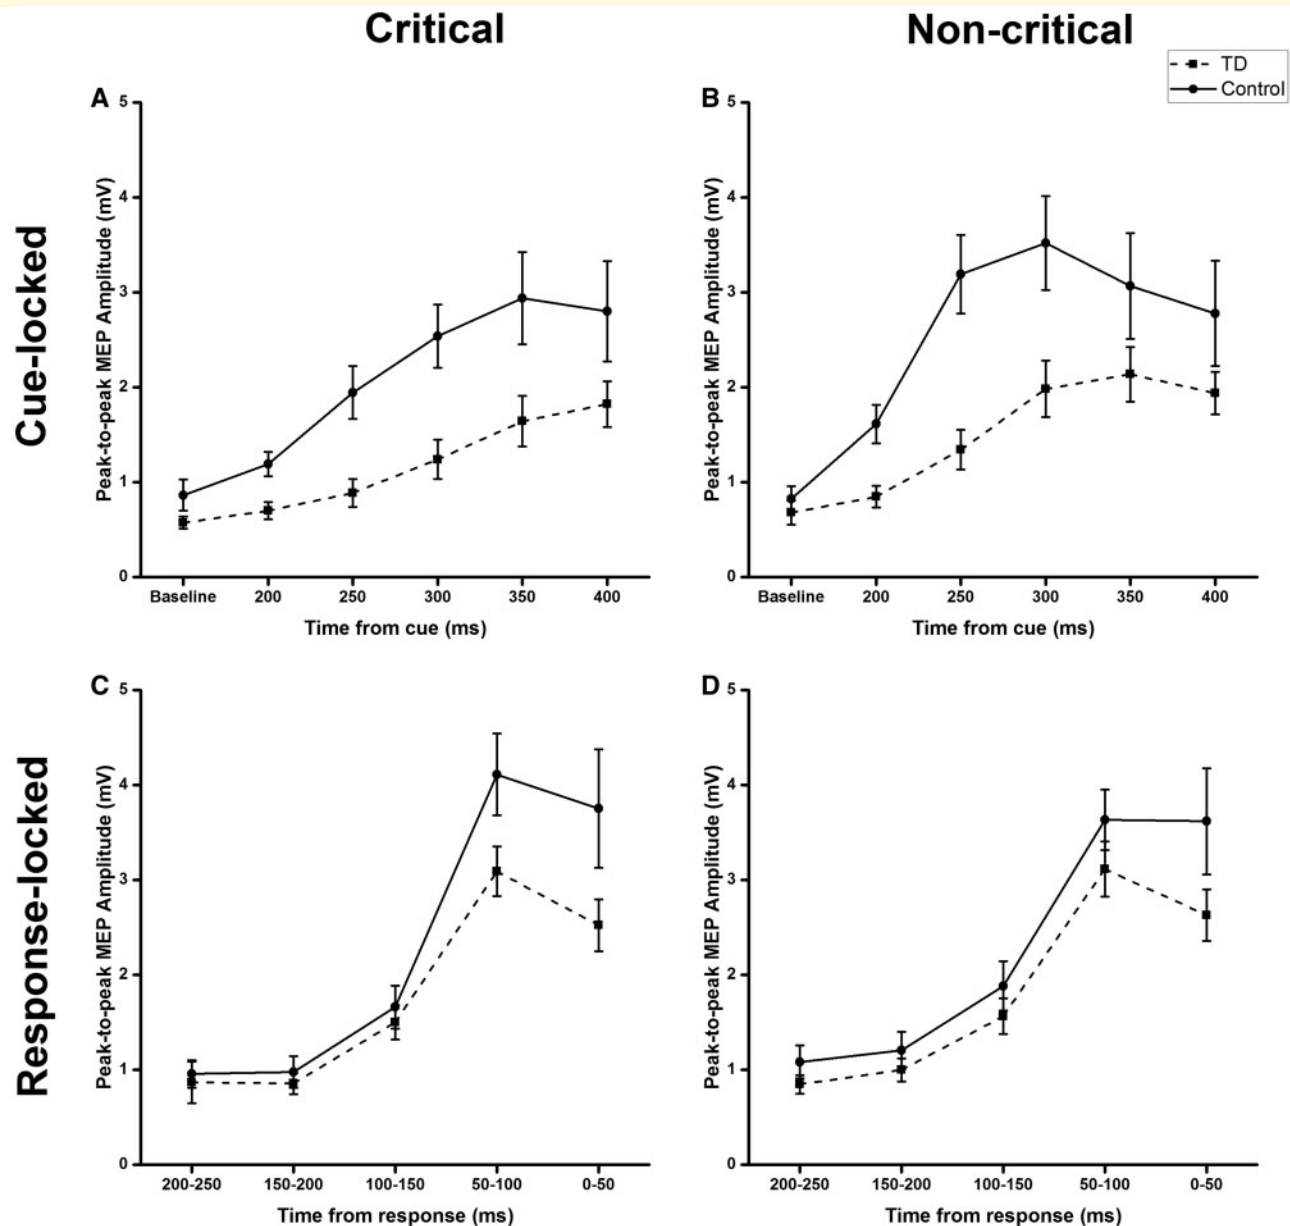 Critical
Non-critical
TD
Control
Cue-locked
A
Peak-to-peak MEP Amplitude (mV)
5
4
3
2
1
0
Baseline 200 250 300 350 400
Time from cue (ms)
B
Peak-to-peak MEP Amplitude (mV)
5
4
3
2
1
0
Baseline 200 250 300 350 400
Time from cue (ms)
Response-locked
C
Peak-to-peak MEP Amplitude (mV)
5
4
3
2
1
0
200-250 150-200 100-150 50-100 0-50
Time from response (ms)
D
Peak-to-peak MEP Amplitude (mV)
5
4
3
2
1
0
200-250 150-200 100-150 50-100 0-50
Time from response (ms)